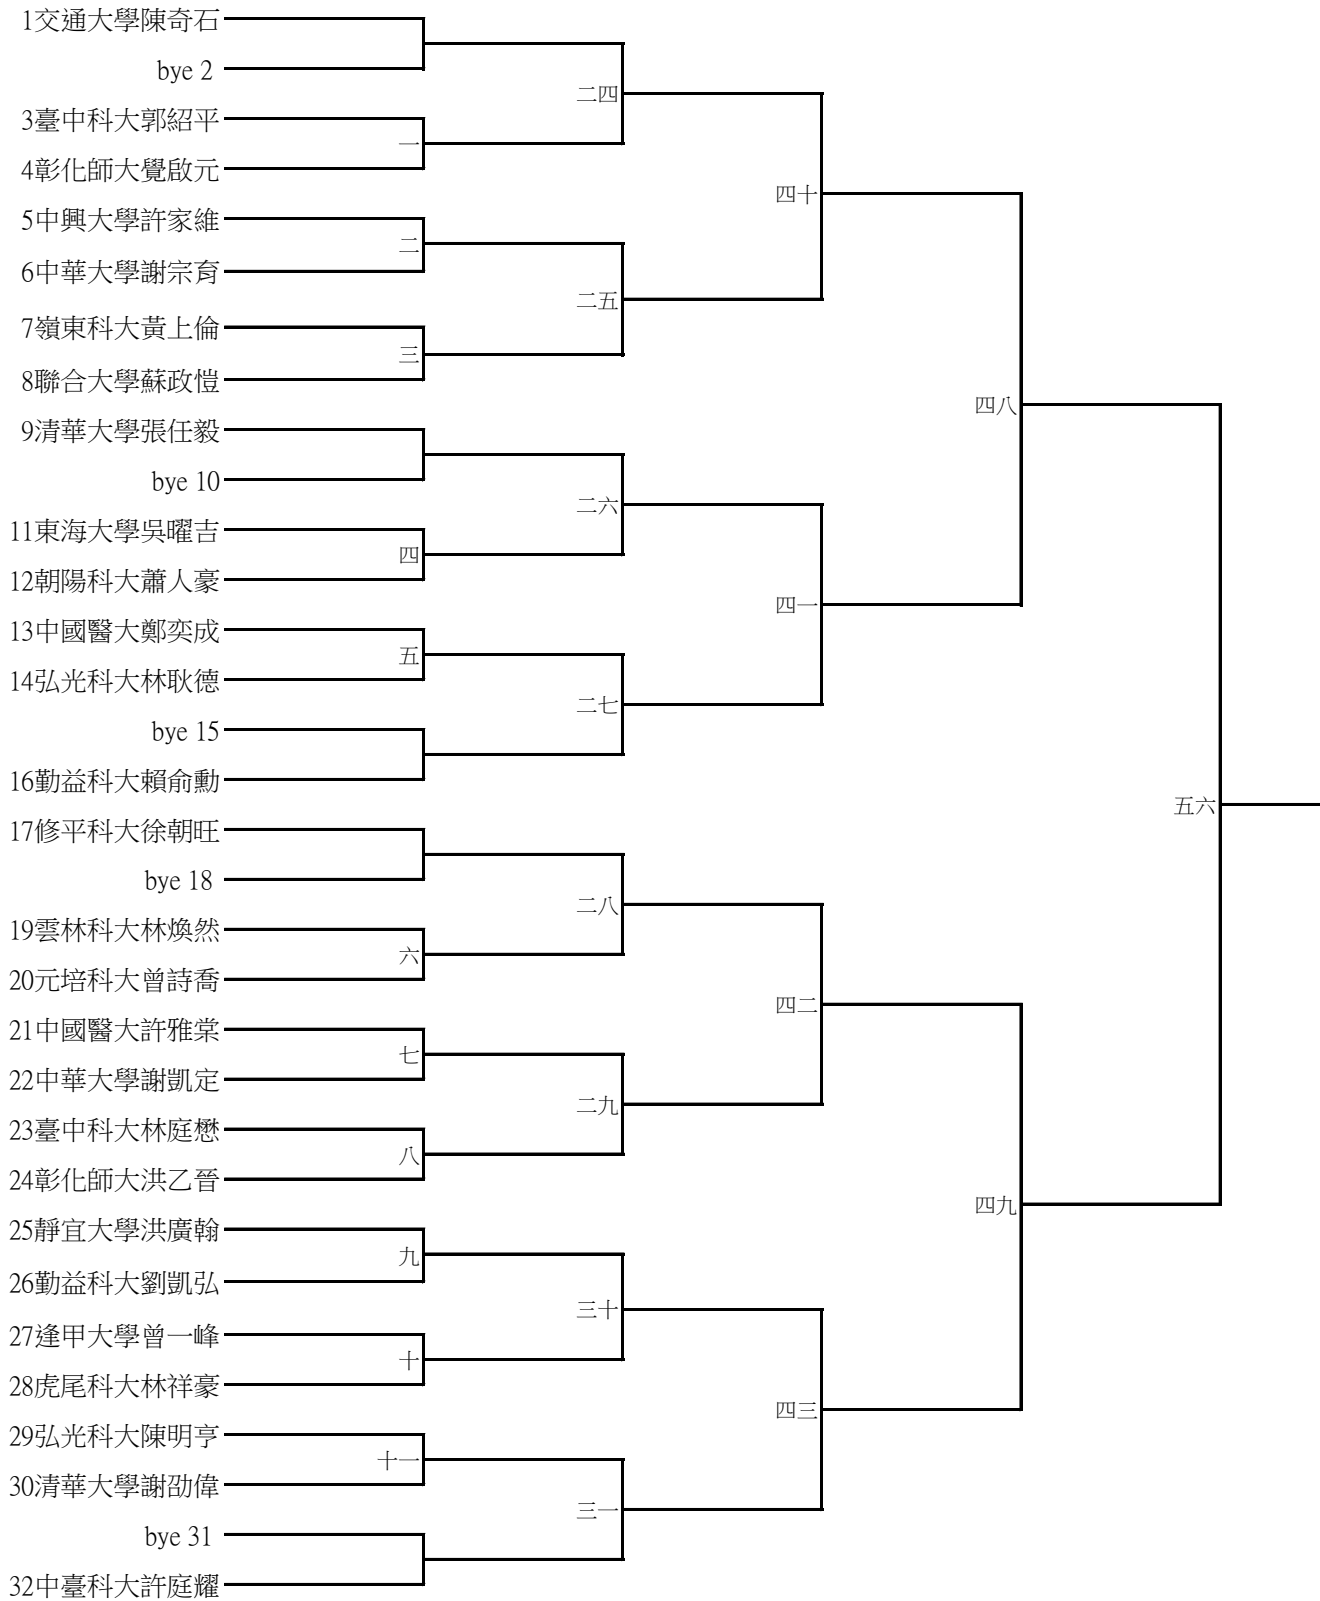 1交通大學陳奇石
bye 2
二四
3臺中科大郭紹平
一
4彰化師大覺啟元
四十
5中興大學許家維
二
6中華大學謝宗育
二五
7嶺東科大黃上倫
三
8聯合大學蘇政愷
四八
9清華大學張任毅
bye 10
二六
11東海大學吳曜吉
四
12朝陽科大蕭人豪
四一
13中國醫大鄭奕成
五
14弘光科大林耿德
二七
bye 15
16勤益科大賴俞勳
五六
17修平科大徐朝旺
bye 18
二八
19雲林科大林煥然
六
20元培科大曾詩喬
四二
21中國醫大許雅棠
七
22中華大學謝凱定
二九
23臺中科大林庭懋
八
24彰化師大洪乙晉
四九
25靜宜大學洪廣翰
九
26勤益科大劉凱弘
三十
27逢甲大學曾一峰
十
28虎尾科大林祥豪
四三
29弘光科大陳明亨
十一
30清華大學謝劭偉
三一
bye 31
32中臺科大許庭耀